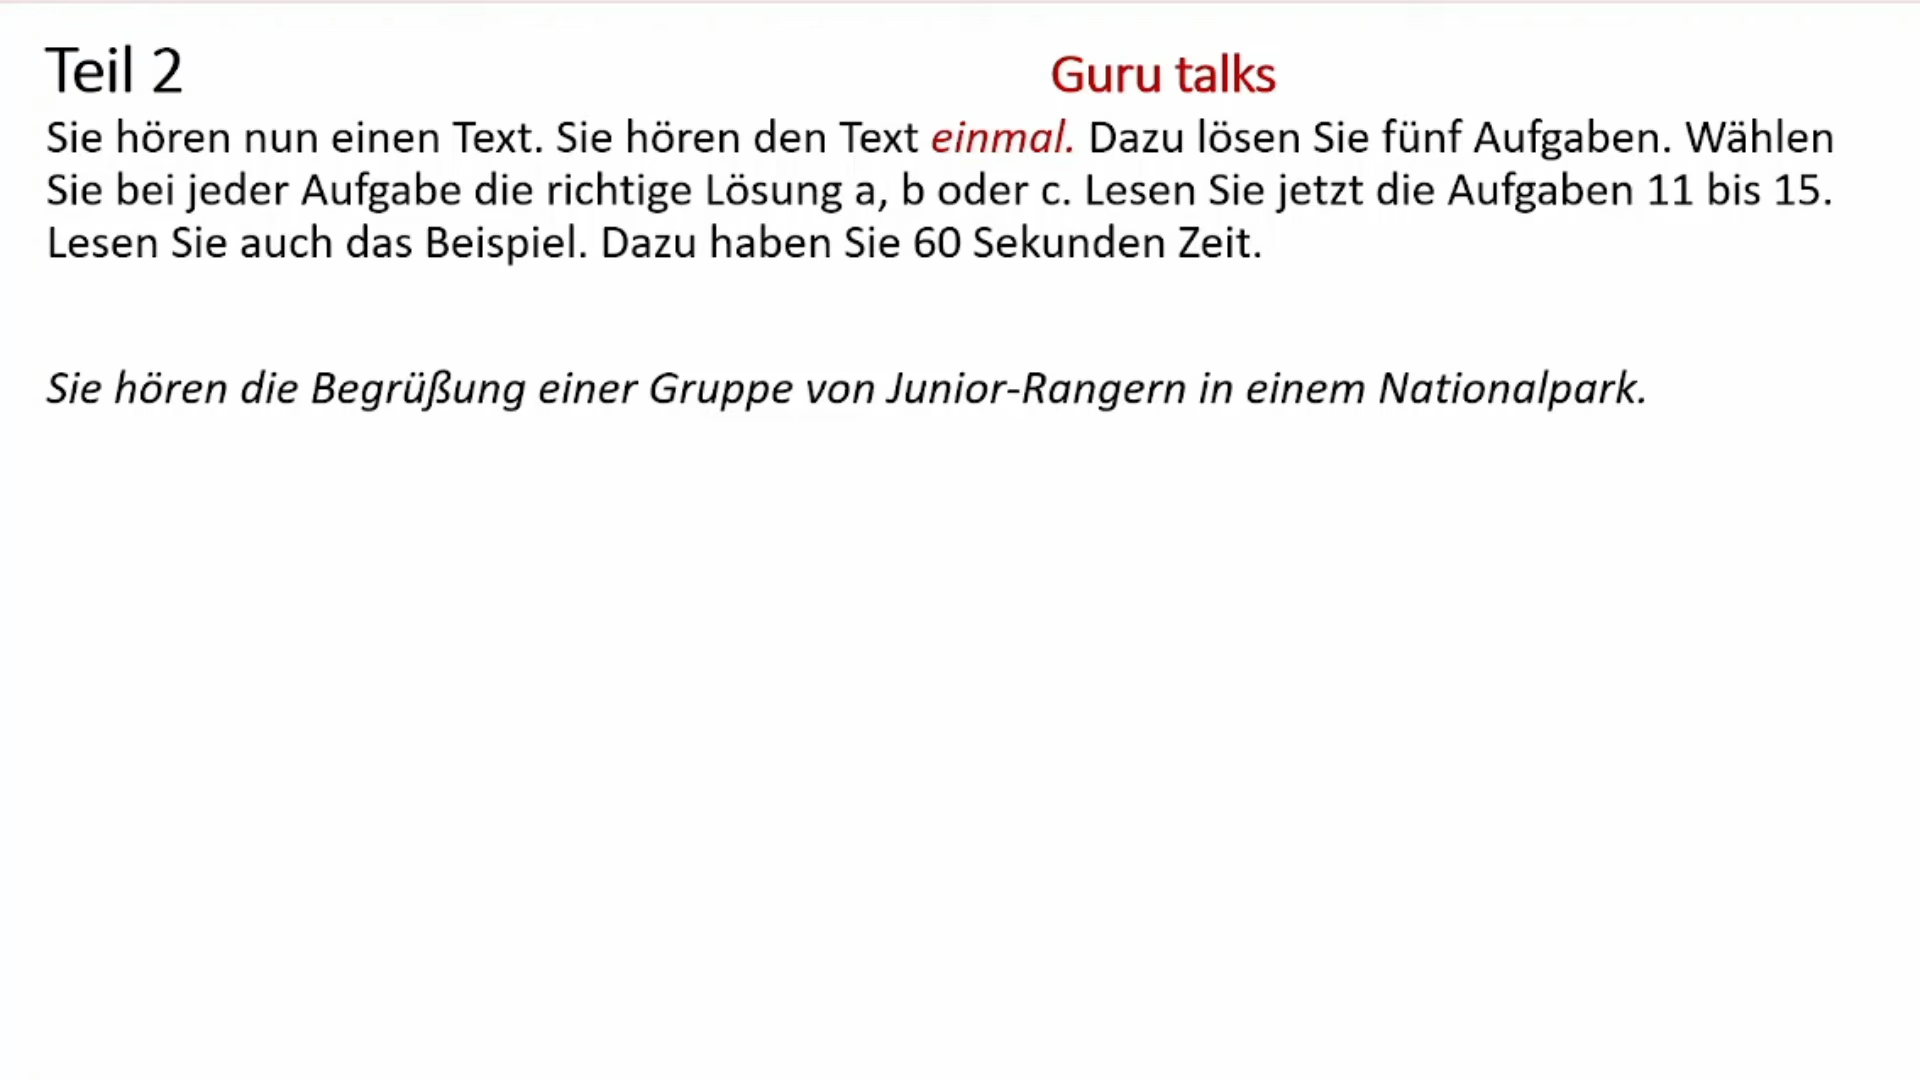 Teil 2
Guru talks
Sie hören nun einen Text. Sie hören den Text einmal. Dazu lösen Sie fünf Aufgaben. Wählen
Sie bei jeder Aufgabe die richtige Lösung a, b oder c. Lesen Sie jetzt die Aufgaben 11 bis 15.
Lesen Sie auch das Beispiel. Dazu haben Sie 60 Sekunden Zeit.
Sie hören die Begrüßung einer Gruppe von Junior-Rangern in einem Nationalpark.